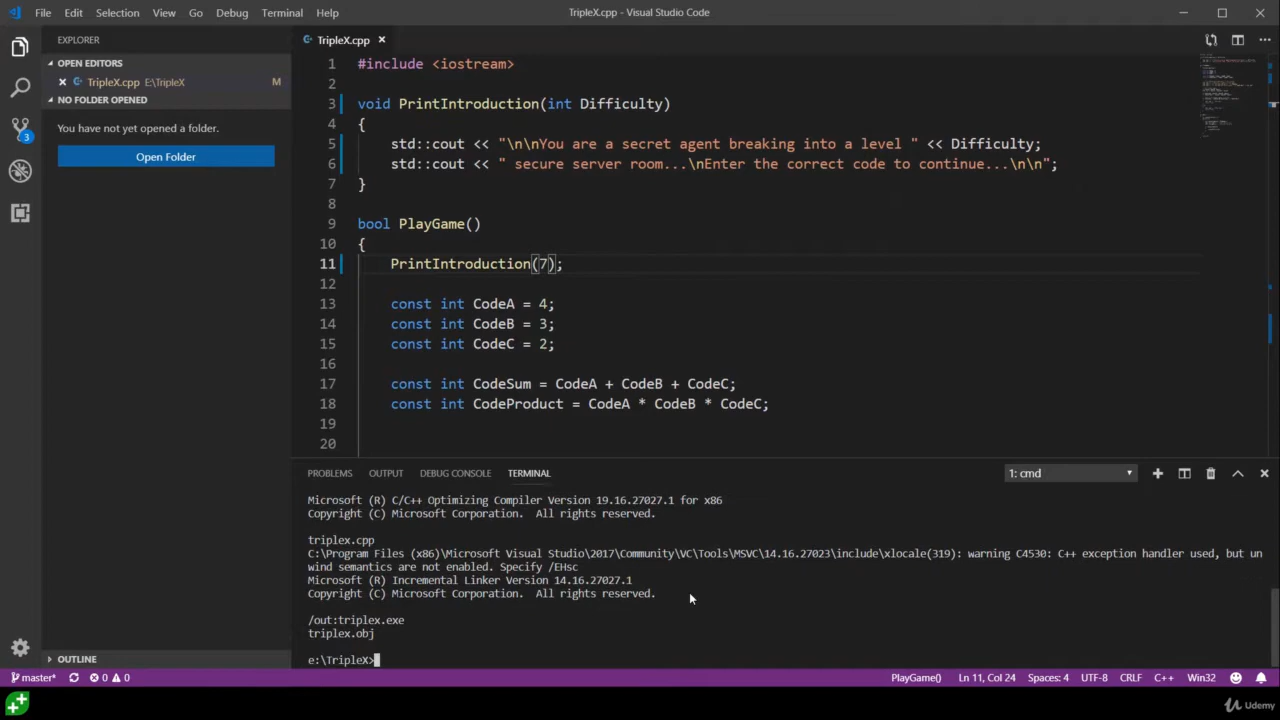 File Edit Selection View Go Debug Terminal Help TripleX.cpp - Visual Studio Code
EXPLORER
OPEN EDITORS
TripleX.cpp E:\TripleX M
NO FOLDER OPENED
You have not yet opened a folder.
Open Folder
3
OUTLINE
TripleX.cpp
1 #include <iostream>
2
3 void PrintIntroduction(int Difficulty)
4 {
5 std::cout << "\n\nYou are a secret agent breaking into a level " << Difficulty;
6 std::cout << " secure server room...\nEnter the correct code to continue...\n\n";
7 }
8
9 bool PlayGame()
10 {
11 PrintIntroduction(7);
12
13 const int CodeA = 4;
14 const int CodeB = 3;
15 const int CodeC = 2;
16
17 const int CodeSum = CodeA + CodeB + CodeC;
18 const int CodeProduct = CodeA * CodeB * CodeC;
19
20
PROBLEMS OUTPUT DEBUG CONSOLE TERMINAL 1: cmd
Microsoft (R) C/C++ Optimizing Compiler Version 19.16.27027.1 for x86
Copyright (C) Microsoft Corporation. All rights reserved.
triplex.cpp
C:\Program Files (x86)\Microsoft Visual Studio\2017\Community\VC\Tools\MSVC\14.16.27023\include\xlocale(319): warning C4530: C++ exception handler used, but un
wind semantics are not enabled. Specify /EHsc
Microsoft (R) Incremental Linker Version 14.16.27027.1
Copyright (C) Microsoft Corporation. All rights reserved.
/out:triplex.exe
triplex.obj
e:\TripleX>
master* 0 0 PlayGame() Ln 11, Col 24 Spaces: 4 UTF-8 CRLF C++ Win32
Udemy